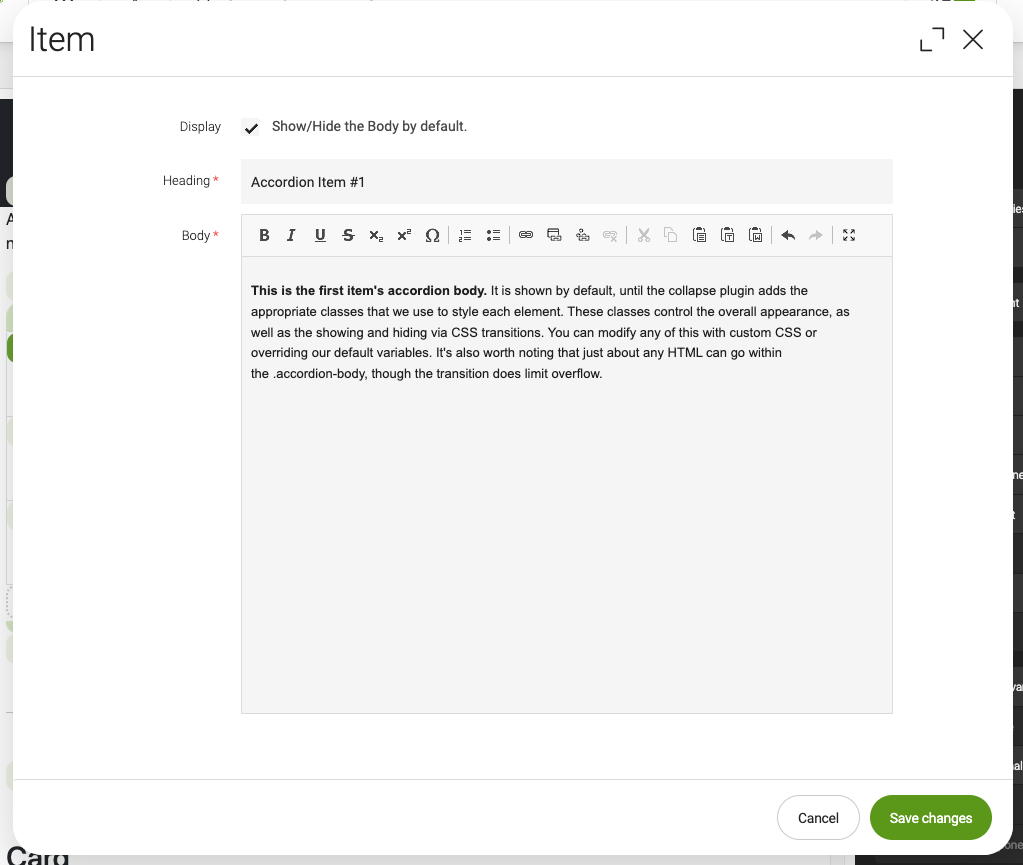 Item
Display
Show/Hide the Body by default.
Heading *
Accordion Item #1
Body *
This is the first item's accordion body. It is shown by default, until the collapse plugin adds the
appropriate classes that we use to style each element. These classes control the overall appearance, as
well as the showing and hiding via CSS transitions. You can modify any of this with custom CSS or
overriding our default variables. It's also worth noting that just about any HTML can go within
the .accordion-body, though the transition does limit overflow.
Cancel
Save changes
Card